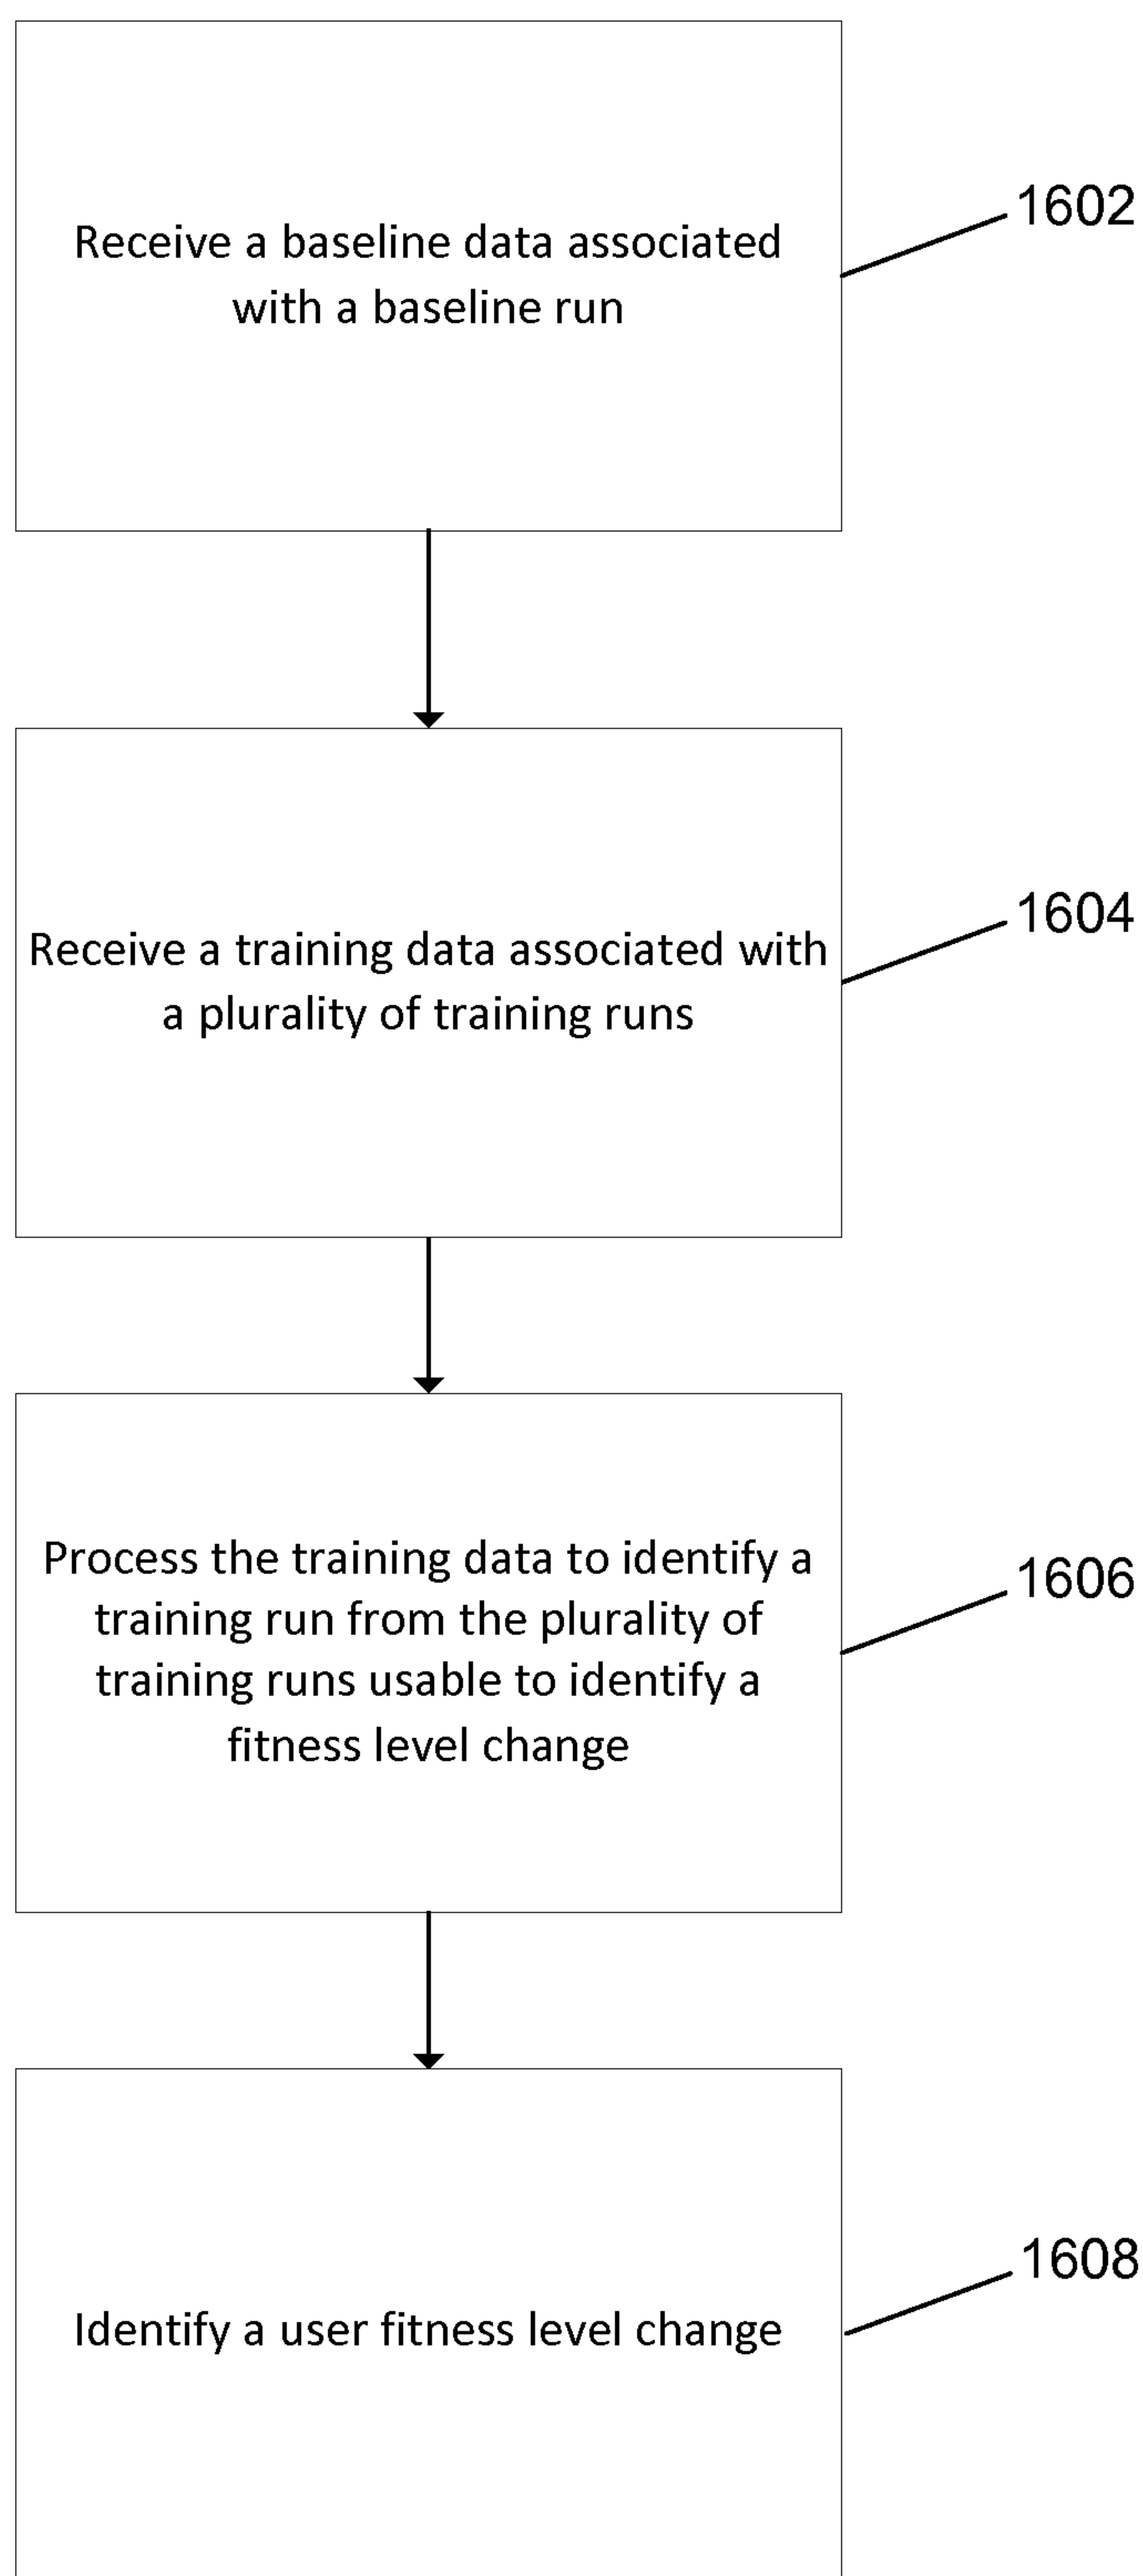 Receive a baseline data associated
with a baseline run
1602
Receive a training data associated with
a plurality of training runs
1604
Process the training data to identify a
training run from the plurality of
training runs usable to identify a
fitness level change
1606
Identify a user fitness level change
1608